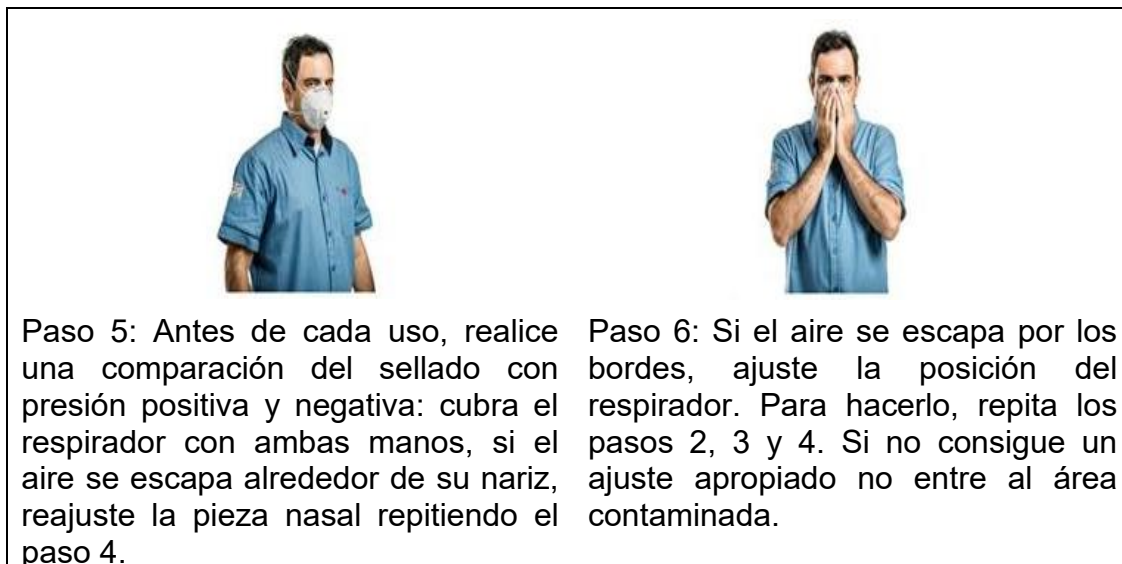 Paso 5: Antes de cada uso, realice
una comparación del sellado con
presión positiva y negativa: cubra el
respirador con ambas manos, si el
aire se escapa alrededor de su nariz,
reajuste la pieza nasal repitiendo el
paso 4.
Paso 6: Si el aire se escapa por los
bordes, ajuste la posición del
respirador. Para hacerlo, repita los
pasos 2, 3 y 4. Si no consigue un
ajuste apropiado no entre al área
contaminada.